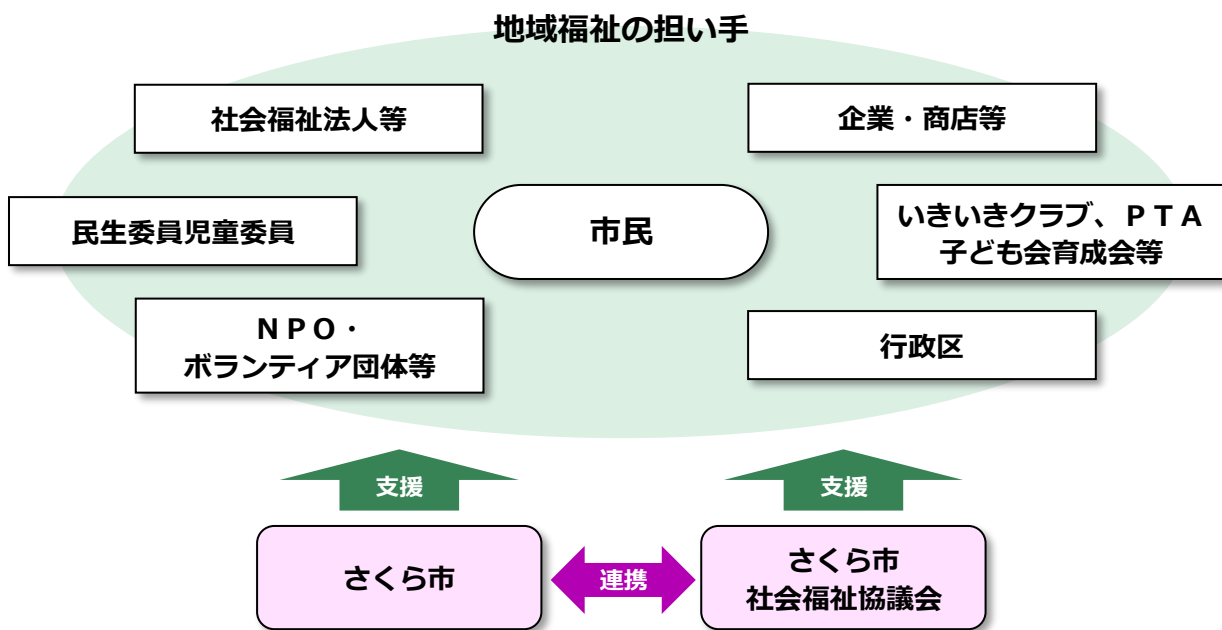 地域福祉の担い手
社会福祉法人等
企業・商店等
民生委員児童委員
市民
いきいきクラブ、ＰＴＡ
子ども会育成会等
ＮＰＯ・
ボランティア団体等
行政区
支援
支援
さくら市
連携
さくら市
社会福祉協議会